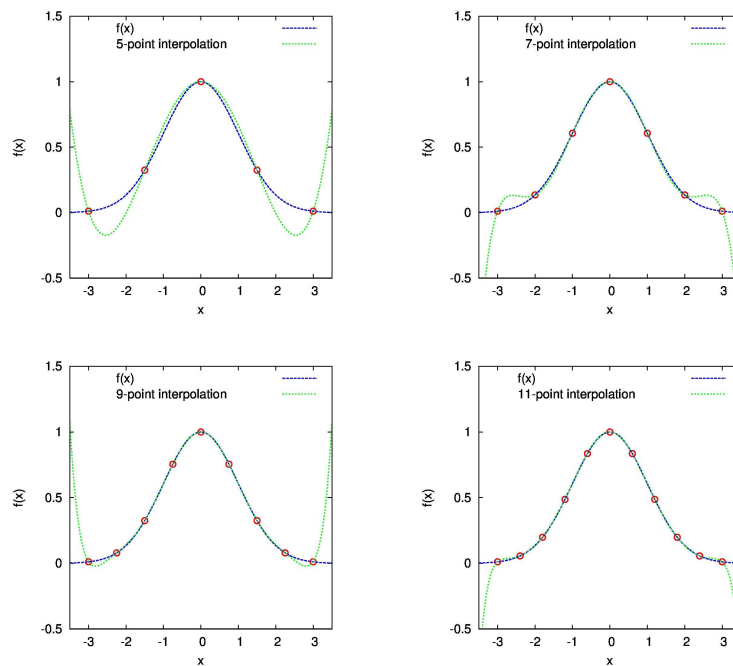 1.5
f(x)
5-point interpolation
1
f(x)
0.5
0
-0.5
-3 -2 -1 0 1 2 3
x
1.5
f(x)
7-point interpolation
1
f(x)
0.5
0
-0.5
-3 -2 -1 0 1 2 3
x
1.5
f(x)
9-point interpolation
1
f(x)
0.5
0
-0.5
-3 -2 -1 0 1 2 3
x
1.5
f(x)
11-point interpolation
1
f(x)
0.5
0
-0.5
-3 -2 -1 0 1 2 3
x